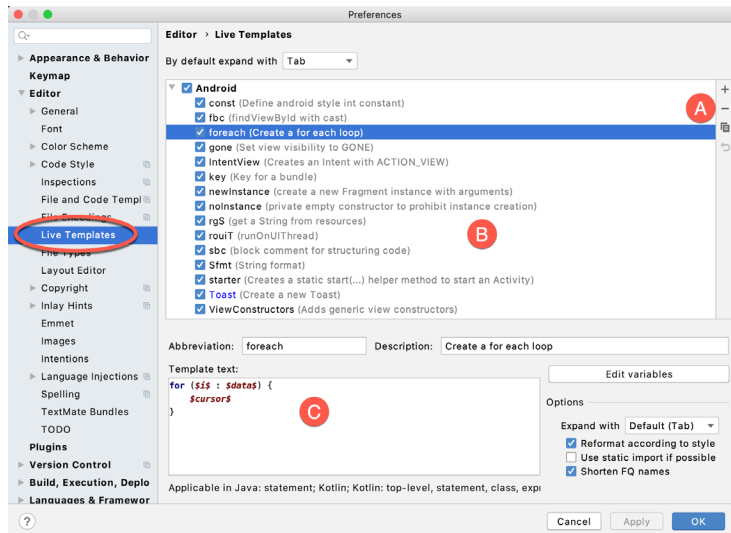 Preferences
Editor › Live Templates
By default expand with Tab
Appearance & Behavior
Keymap
Editor
General
Font
Color Scheme
Code Style
Inspections
File and Code Templ
File Encodings
Live Templates
File Types
Layout Editor
Copyright
Inlay Hints
Emmet
Images
Intentions
Language Injections
Spelling
TextMate Bundles
TODO
Plugins
Version Control
Build, Execution, Deplo
Languages & Framewor
Android
const (Define android style int constant)
fbc (findViewById with cast)
foreach (Create a for each loop)
gone (Set view visibility to GONE)
IntentView (Creates an Intent with ACTION_VIEW)
key (Key for a bundle)
newInstance (create a new Fragment instance with arguments)
noInstance (private empty constructor to prohibit instance creation)
rgS (get a String from resources)
rouiT (runOnUIThread)
sbc (block comment for structuring code)
Sfmt (String format)
starter (Creates a static start(...) helper method to start an Activity)
Toast (Create a new Toast)
ViewConstructors (Adds generic view constructors)
A
B
Abbreviation: foreach Description: Create a for each loop
Template text:
for ($i$ : $data$) {
$cursor$
}
C
Edit variables
Options
Expand with Default (Tab)
Reformat according to style
Use static import if possible
Shorten FQ names
Applicable in Java: statement; Kotlin; Kotlin: top-level, statement, class, expr
? Cancel Apply OK